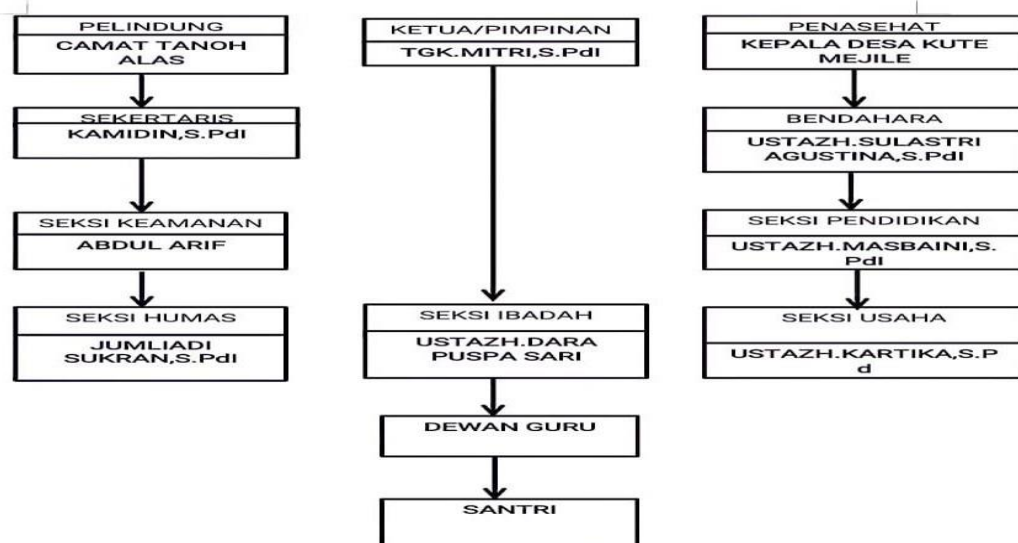 PELINDUNG
CAMAT TANOH
ALAS
SEKERTARIS
KAMIDIN,S.PdI
SEKSI KEAMANAN
ABDUL ARIF
SEKSI HUMAS
JUMLIADI
SUKRAN,S.PdI
KETUA/PIMPINAN
TGK.MITRI,S.PdI
SEKSI IBADAH
USTAZH.DARA
PUSPA SARI
DEWAN GURU
SANTRI
PENASEHAT
KEPALA DESA KUTE
MEJILE
BENDAHARA
USTAZH.SULASTRI
AGUSTINA,S.PdI
SEKSI PENDIDIKAN
USTAZH.MASBAINI,S.
PdI
SEKSI USAHA
USTAZH.KARTIKA,S.P
d